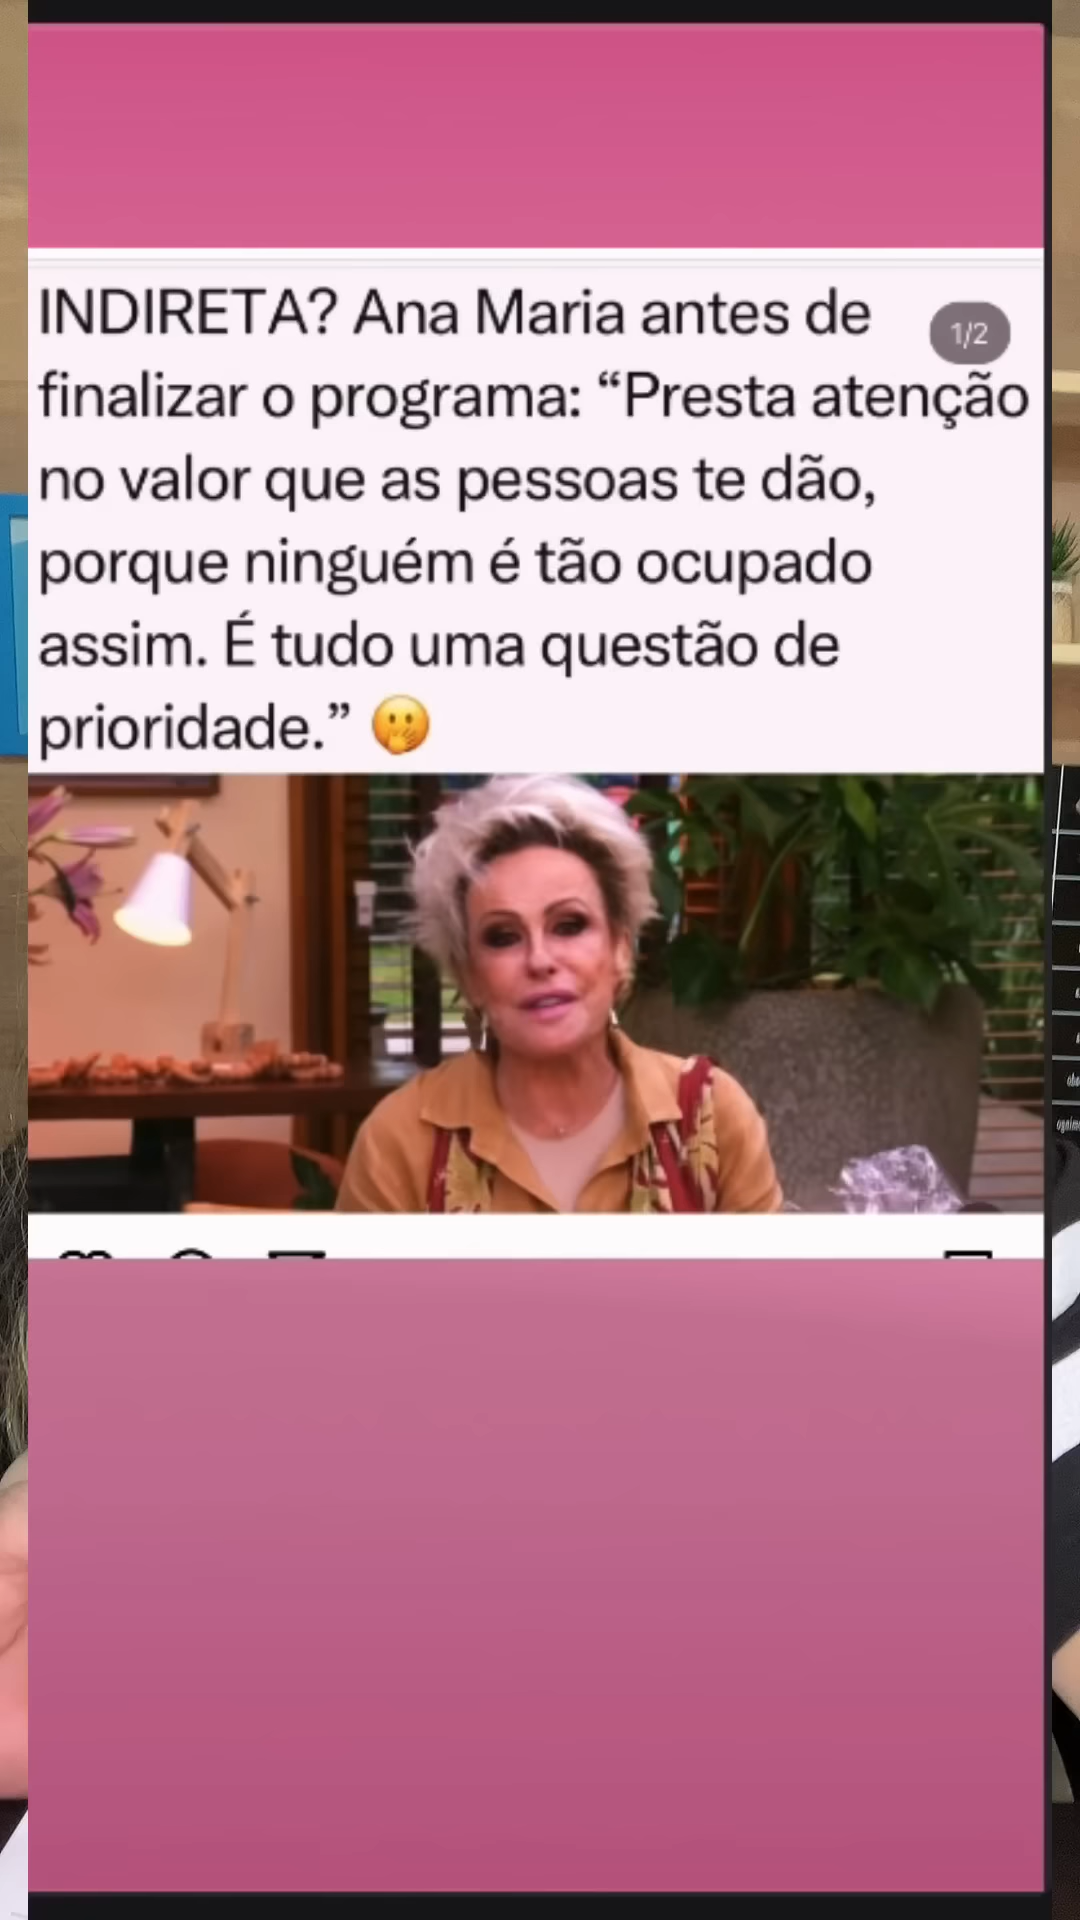 INDIRETA? Ana Maria antes de
1/2
finalizar o programa: “Presta atenção
no valor que as pessoas te dão,
porque ninguém é tão ocupado
assim. É tudo uma questão de
prioridade.” 🫢